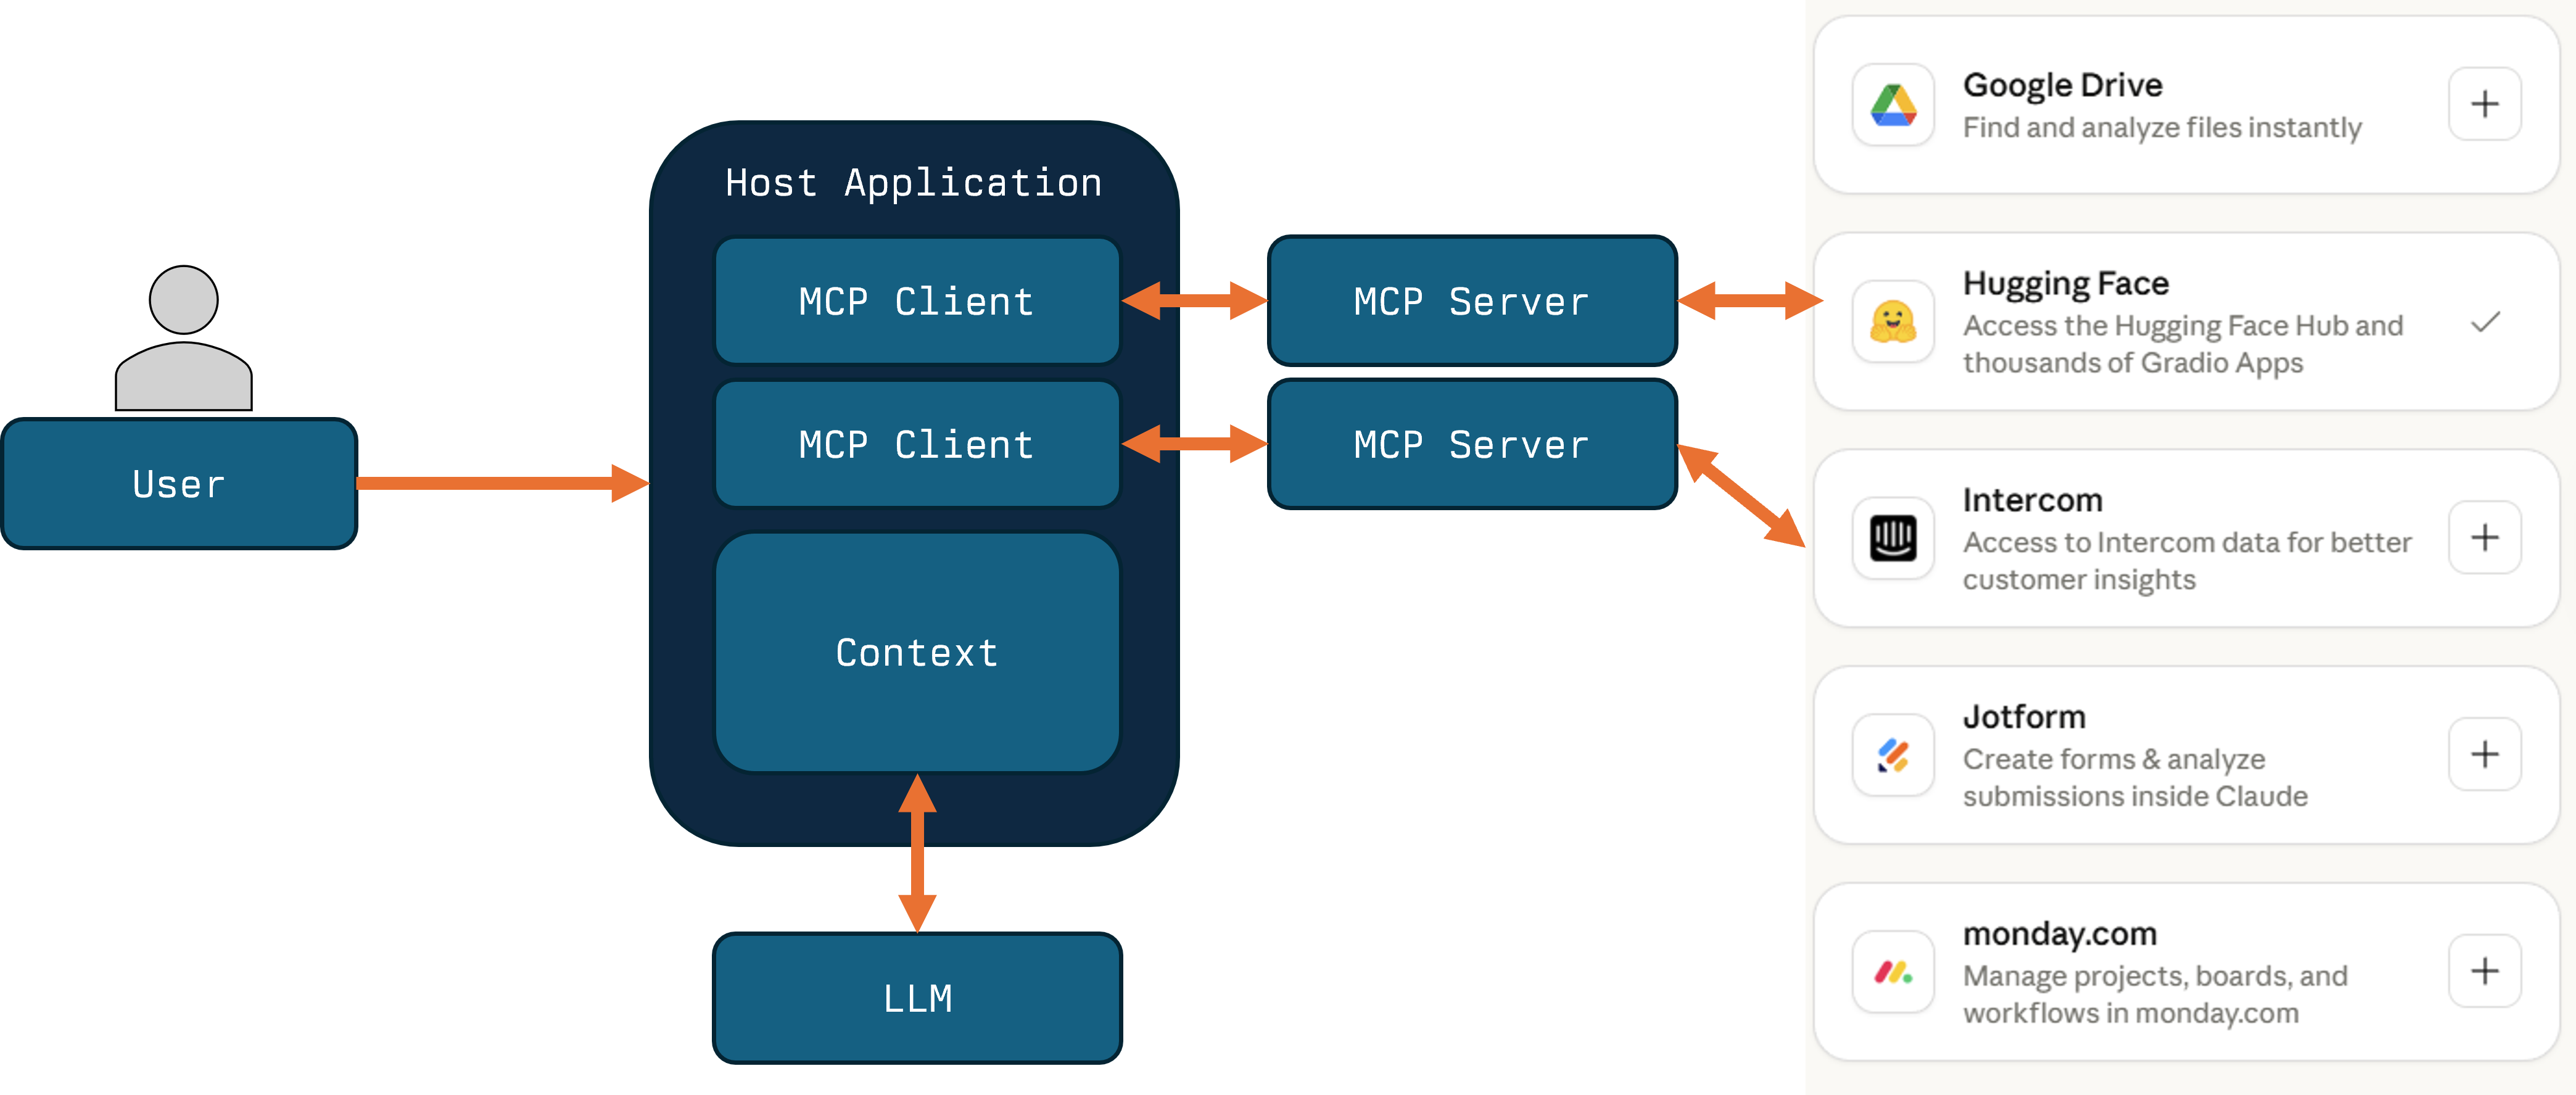 User
Host Application
MCP Client
MCP Client
Context
LLM
MCP Server
MCP Server
Google Drive
Find and analyze files instantly
Hugging Face
Access the Hugging Face Hub and
thousands of Gradio Apps
Intercom
Access to Intercom data for better
customer insights
Jotform
Create forms & analyze
submissions inside Claude
monday.com
Manage projects, boards, and
workflows in monday.com